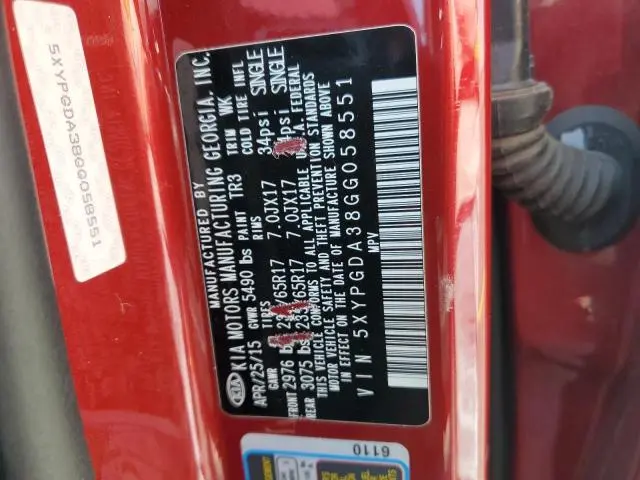 5XYPGDA38GG058551
KIA
MANUFACTURED BY
KIA MOTORS MANUFACTURING GEORGIA, INC.
APR/25/15 GVWR 5490 lbs PAINT TR3 TRIM WK
GAWR TIRES RIMS COLD TIRE INFL
FRONT 2976 65R17 7.0JX17 34psi SINGLE
REAR 3075 65R17 7.0JX17 psi SINGLE
THIS VEHICLE CONFORMS TO ALL APPLICABLE U.S.A. FEDERAL
MOTOR VEHICLE SAFETY AND THEFT PREVENTION STANDARDS
IN EFFECT ON THE DATE OF MANUFACTURE SHOWN ABOVE
VIN 5XYPGDA38GG058551
MPV
6110